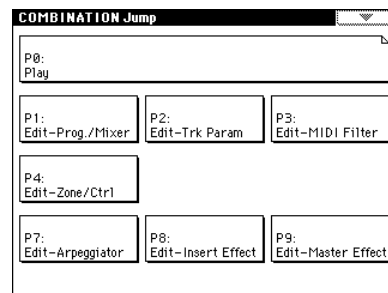 COMBINATION Jump
P0:
Play
P1:
Edit-Prog./Mixer
P2:
Edit-Trk Param
P3:
Edit-MIDI Filter
P4:
Edit-Zone/Ctrl
P7:
Edit-Arpeggiator
P8:
Edit-Insert Effect
P9:
Edit-Master Effect